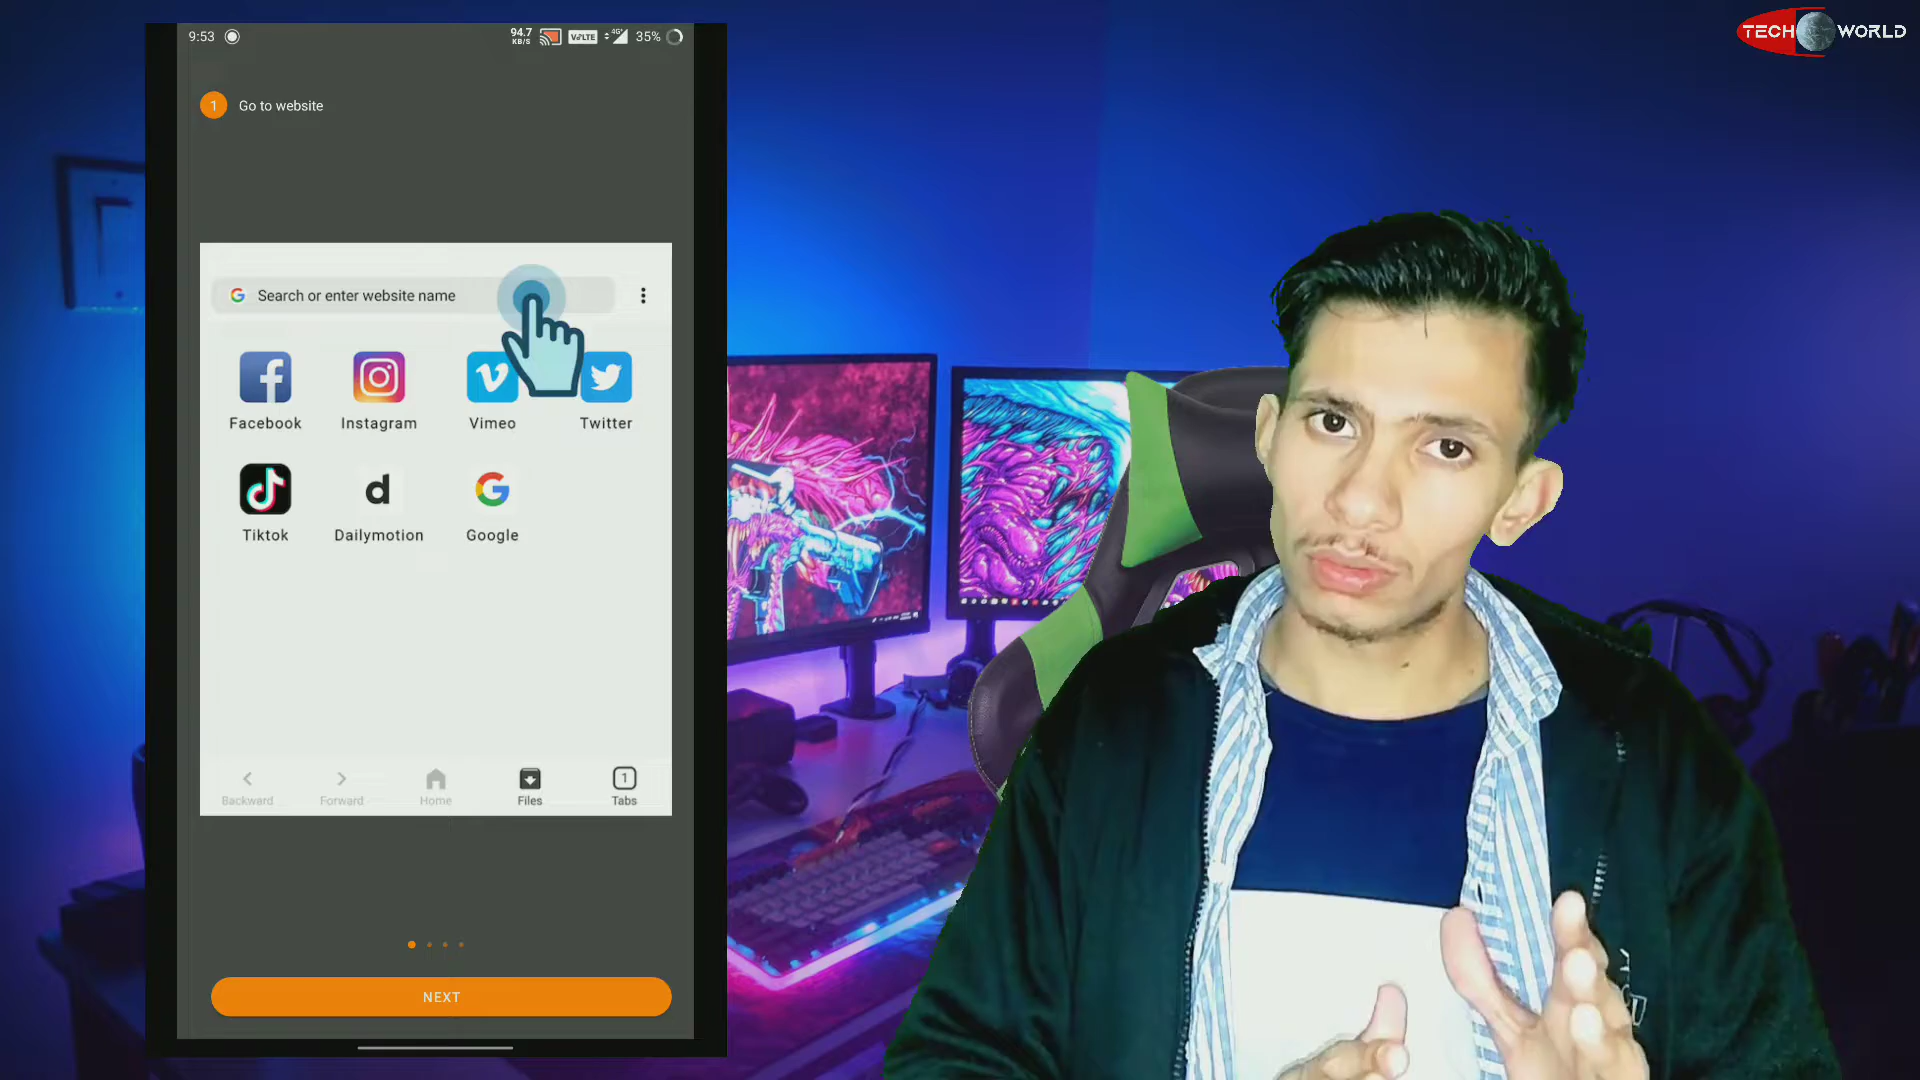 9:53
94.7
KB/S
VoLTE
4G
35%
TECH WORLD
1 Go to website
G Search or enter website name
Facebook Instagram Vimeo Twitter
Tiktok Dailymotion Google
Backward Forward Home Files Tabs
1
NEXT